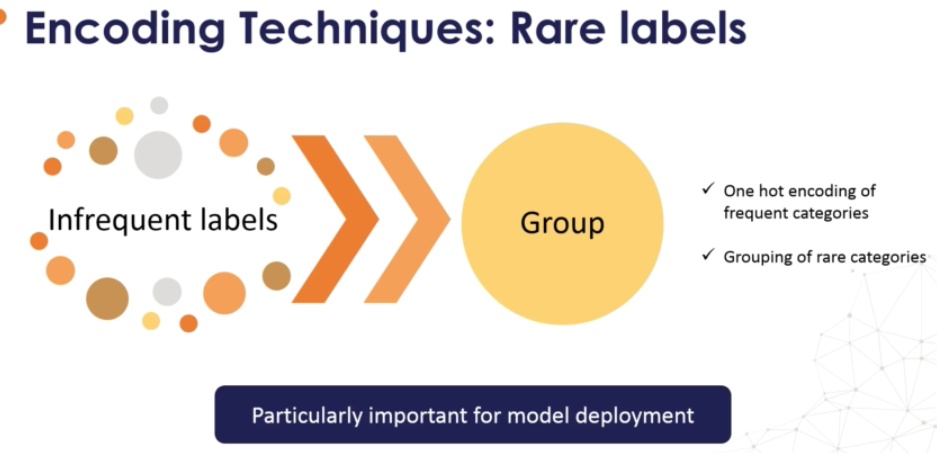 Encoding Techniques: Rare labels
Infrequent labels
Group
✓ One hot encoding of
frequent categories
✓ Grouping of rare categories
Particularly important for model deployment